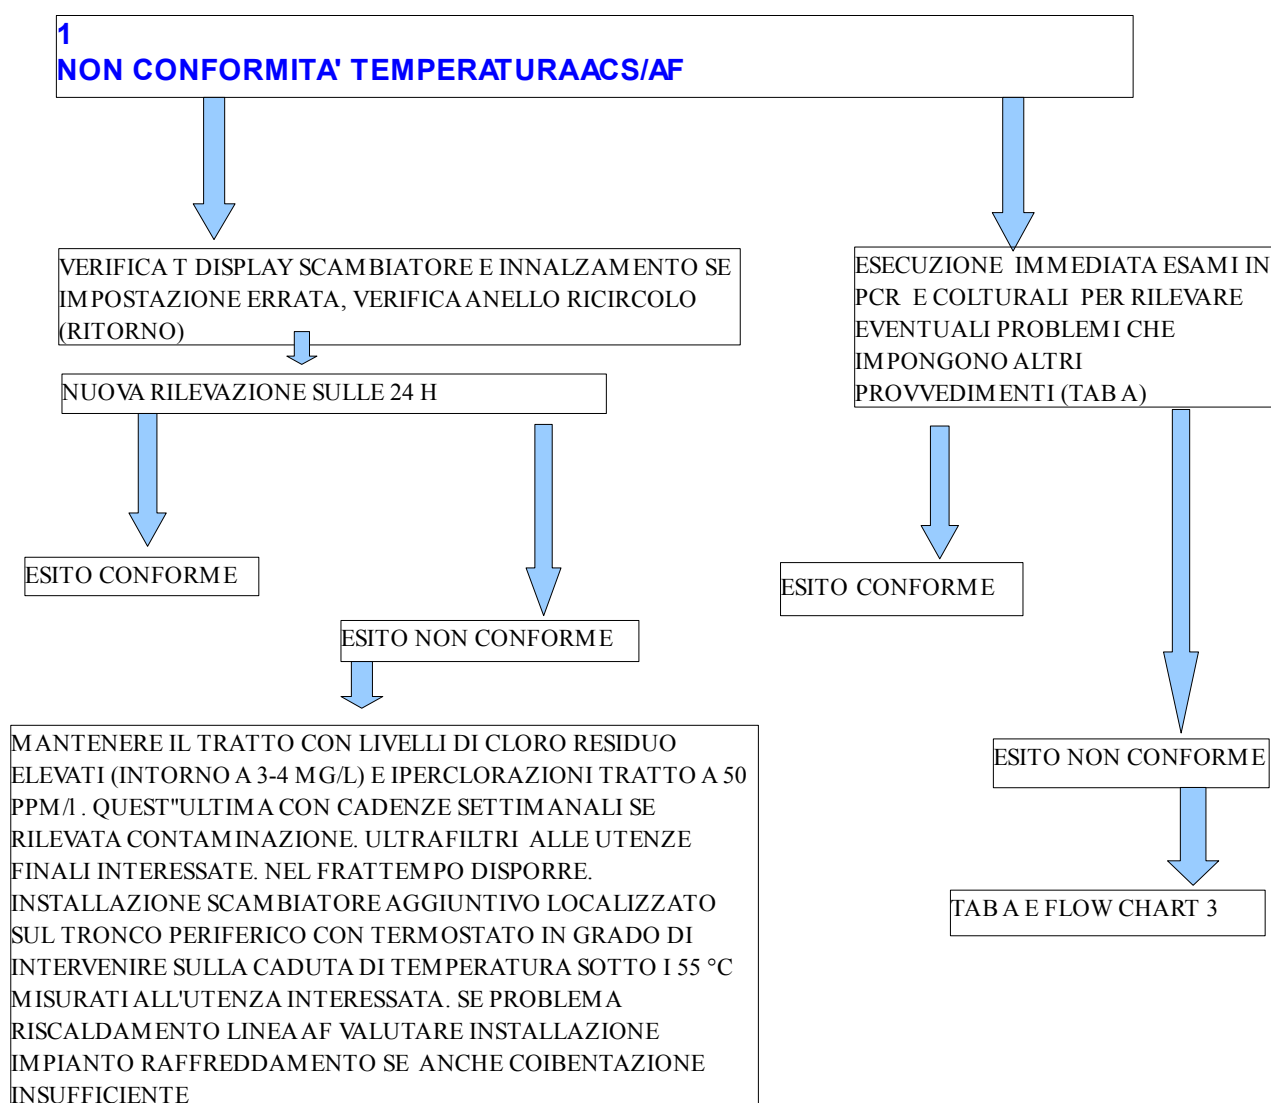 1
NON CONFORMITA' TEMPERATURAACS/AF
VERIFICA T DISPLAY SCAMBIATORE E INNALZAMENTO SE
IMPOSTAZIONE ERRATA, VERIFICA ANELLO RICIRCOLO
(RITORNO)
NUOVA RILEVAZIONE SULLE 24 H
ESITO CONFORME
ESITO NON CONFORME
MANTENERE IL TRATTO CON LIVELLI DI CLORO RESIDUO
ELEVATI (INTORNO A 3-4 MG/L) E IPERCLORAZIONI TRATTO A 50
PPM/l . QUEST"ULTIMA CON CADENZE SETTIMANALI SE
RILEVATA CONTAMINAZIONE. ULTRAFILTRI ALLE UTENZE
FINALI INTERESSATE. NEL FRATTEMPO DISPORRE.
INSTALLAZIONE SCAMBIATORE AGGIUNTIVO LOCALIZZATO
SUL TRONCO PERIFERICO CON TERMOSTATO IN GRADO DI
INTERVENIRE SULLA CADUTA DI TEMPERATURA SOTTO I 55 °C
MISURATI ALL'UTENZA INTERESSATA. SE PROBLEMA
RISCALDAMENTO LINEA AF VALUTARE INSTALLAZIONE
IMPIANTO RAFFREDDAMENTO SE ANCHE COIBENTAZIONE
INSUFFICIENTE
ESECUZIONE IMMEDIATA ESAMI IN
PCR E COLTURALI PER RILEVARE
EVENTUALI PROBLEMI CHE
IMPONGONO ALTRI
PROVVEDIMENTI (TAB A)
ESITO CONFORME
ESITO NON CONFORME
TAB A E FLOW CHART 3